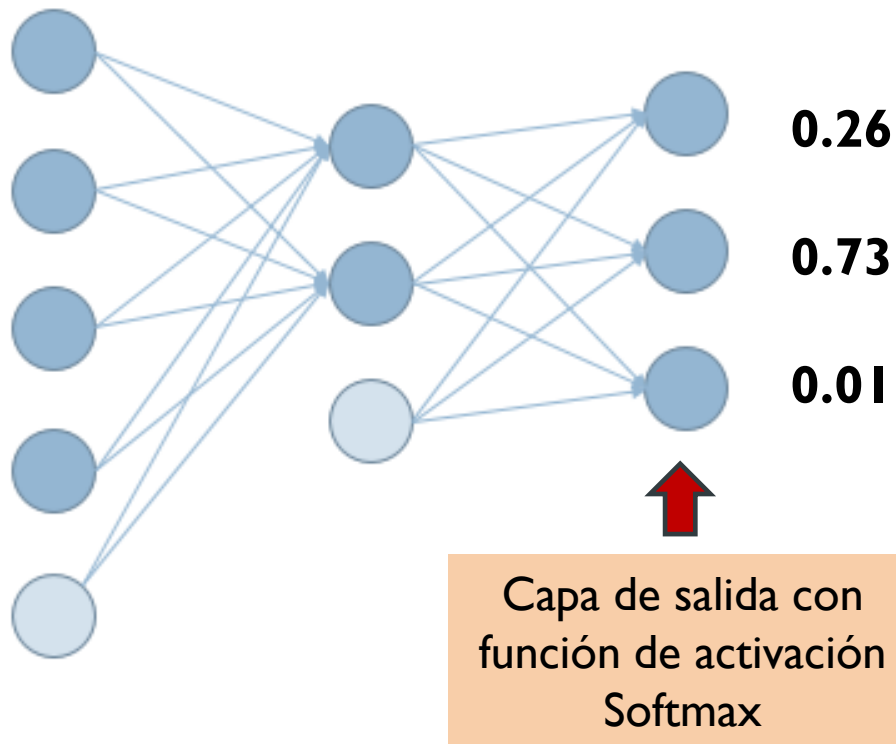 0.26
0.73
0.01
Capa de salida con
función de activación
Softmax